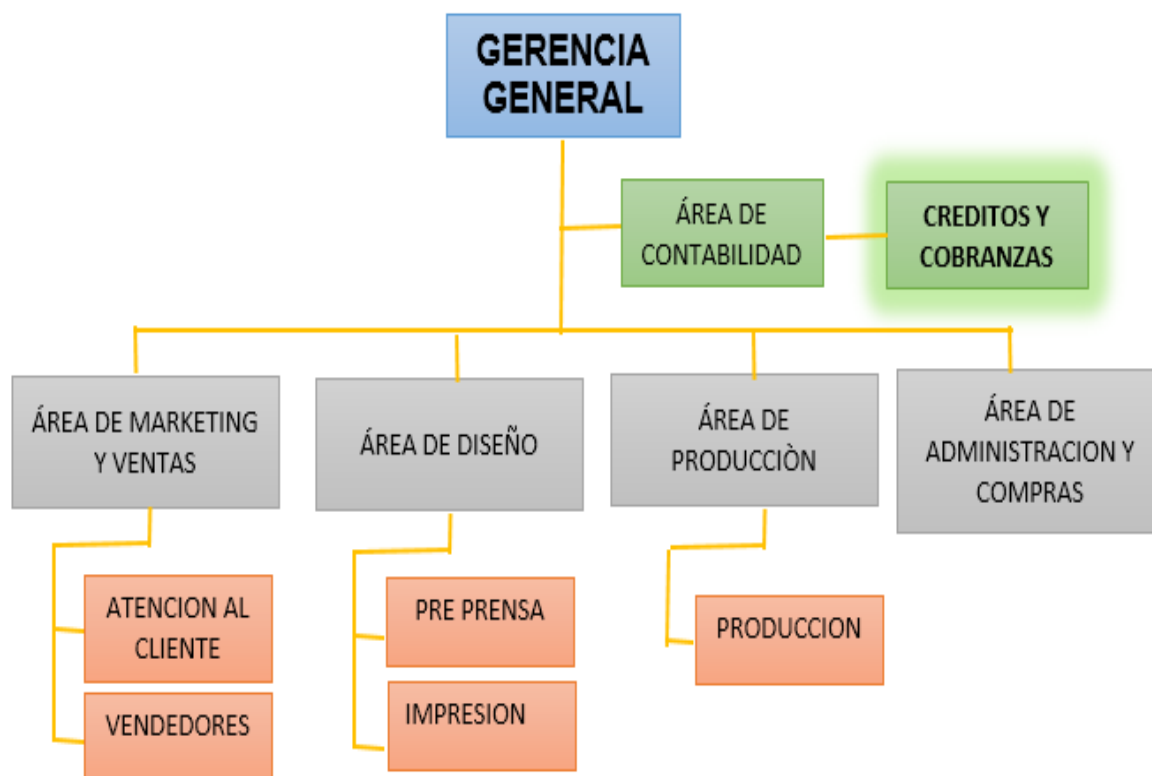 GERENCIA
GENERAL
ÁREA DE
CONTABILIDAD
CREDITOS Y
COBRANZAS
ÁREA DE MARKETING
Y VENTAS
ÁREA DE DISEÑO
ÁREA DE
PRODUCCIÒN
ÁREA DE
ADMINISTRACION Y
COMPRAS
ATENCION AL
CLIENTE
VENDEDORES
PRE PRENSA
IMPRESION
PRODUCCION